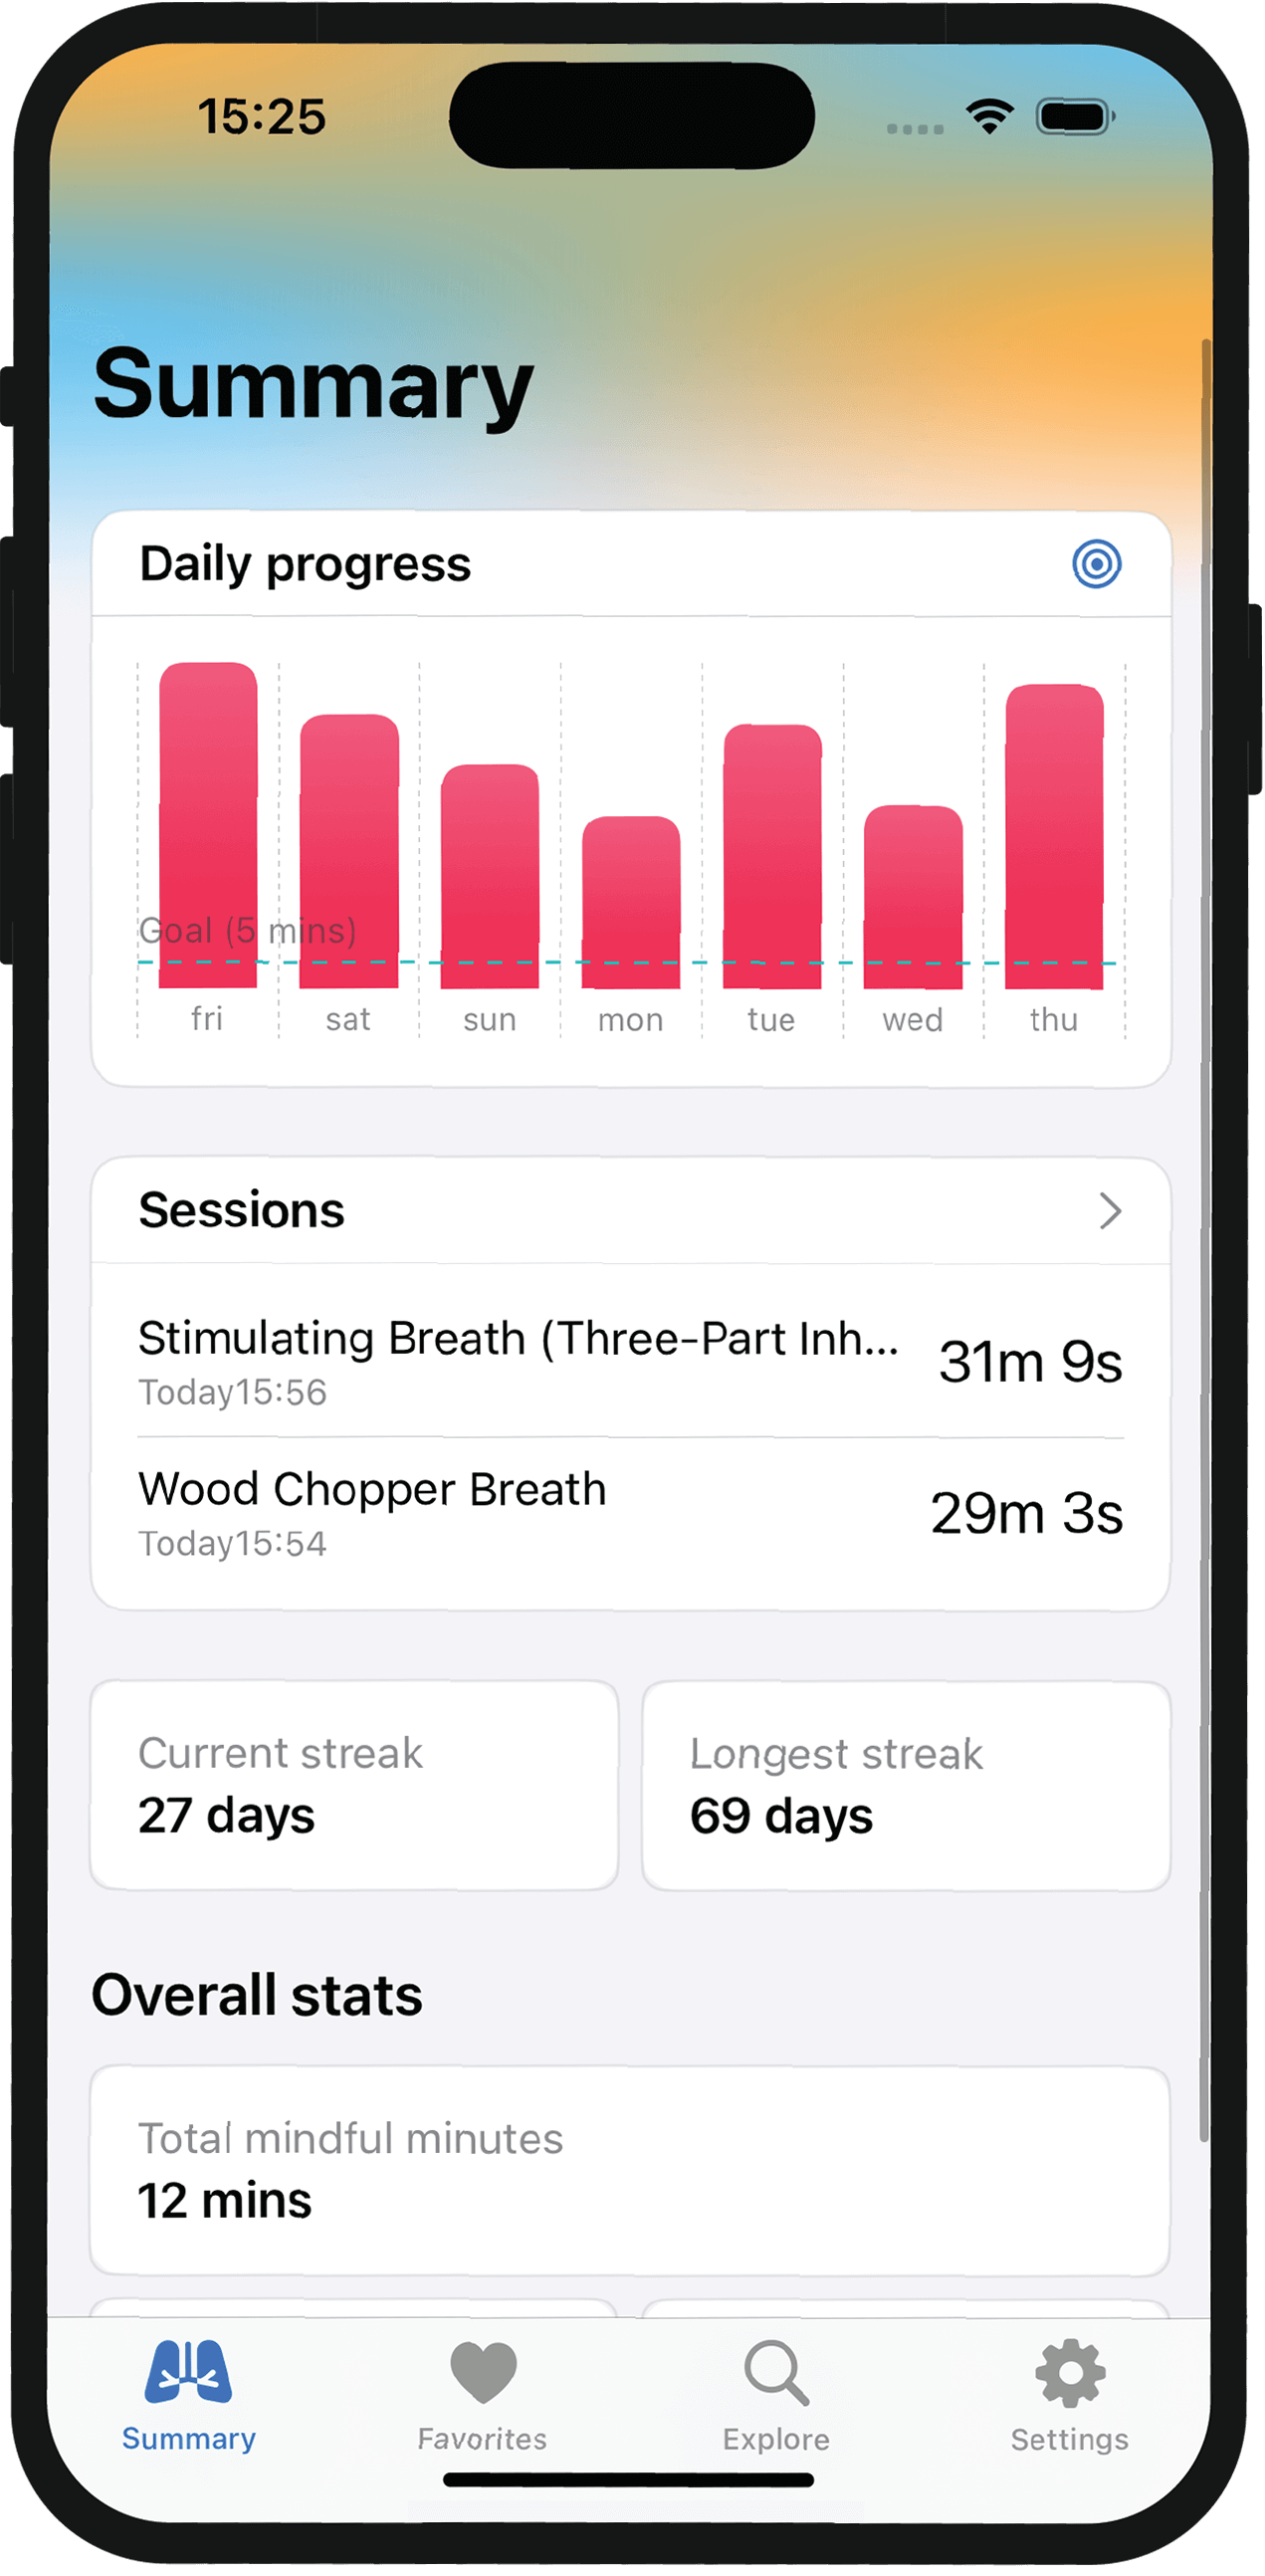 15:25
Summary
Daily progress
Goal (5 mins)
fri sat sun mon tue wed thu
Sessions
Stimulating Breath (Three-Part Inh... 31m 9s
Today15:56
Wood Chopper Breath 29m 3s
Today15:54
Current streak Longest streak
27 days 69 days
Overall stats
Total mindful minutes
12 mins
Summary Favorites Explore Settings